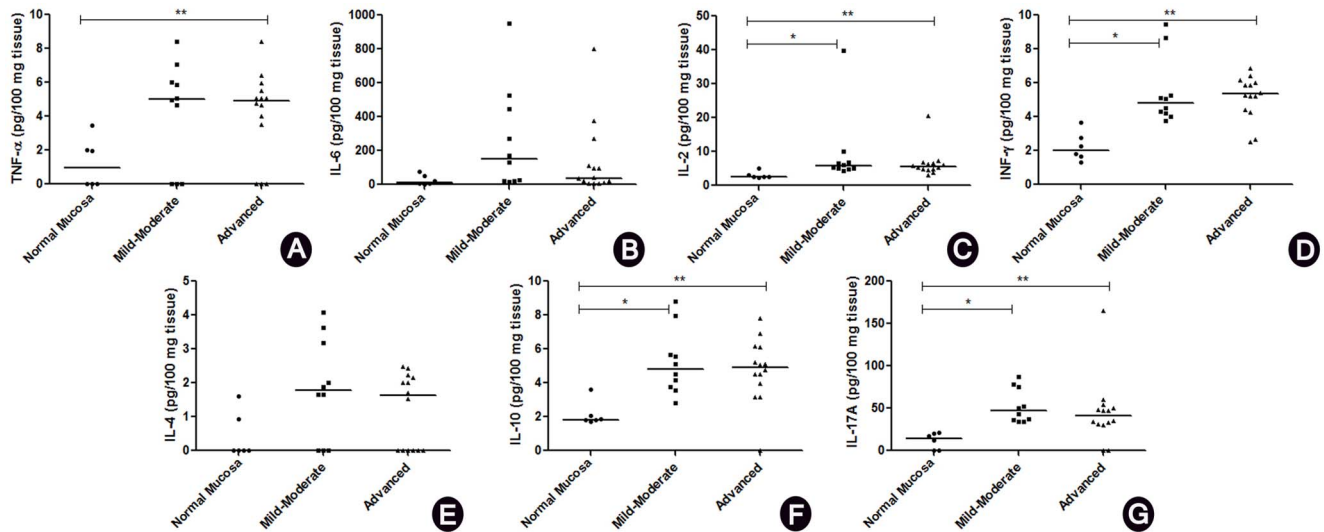 **
TNF-α (pg/100 mg tissue)
10
8
6
4
2
0
Normal Mucosa
Mild-Moderate
Advanced
A
IL-6 (pg/100 mg tissue)
1000
800
600
400
200
0
Normal Mucosa
Mild-Moderate
Advanced
B
**
*
IL-2 (pg/100 mg tissue)
50
40
30
20
10
0
Normal Mucosa
Mild-Moderate
Advanced
C
**
*
INF-γ (pg/100 mg tissue)
10
8
6
4
2
0
Normal Mucosa
Mild-Moderate
Advanced
D
IL-4 (pg/100 mg tissue)
5
4
3
2
1
0
Normal Mucosa
Mild-Moderate
Advanced
E
**
*
IL-10 (pg/100 mg tissue)
10
8
6
4
2
0
Normal Mucosa
Mild-Moderate
Advanced
F
**
*
IL-17A (pg/100 mg tissue)
200
150
100
50
0
Normal Mucosa
Mild-Moderate
Advanced
G